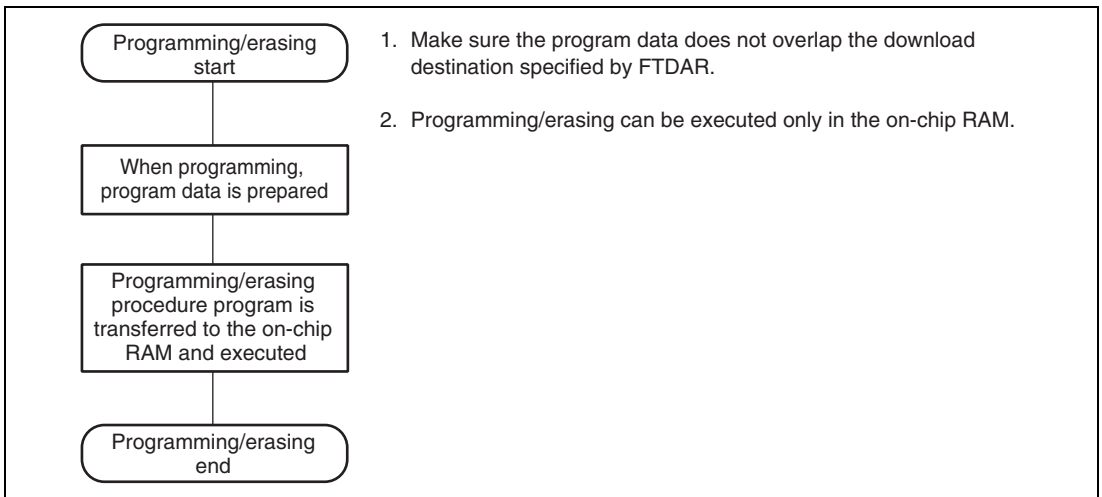 Programming/erasing
start
1. Make sure the program data does not overlap the download
destination specified by FTDAR.
2. Programming/erasing can be executed only in the on-chip RAM.
When programming,
program data is prepared
Programming/erasing
procedure program is
transferred to the on-chip
RAM and executed
Programming/erasing
end